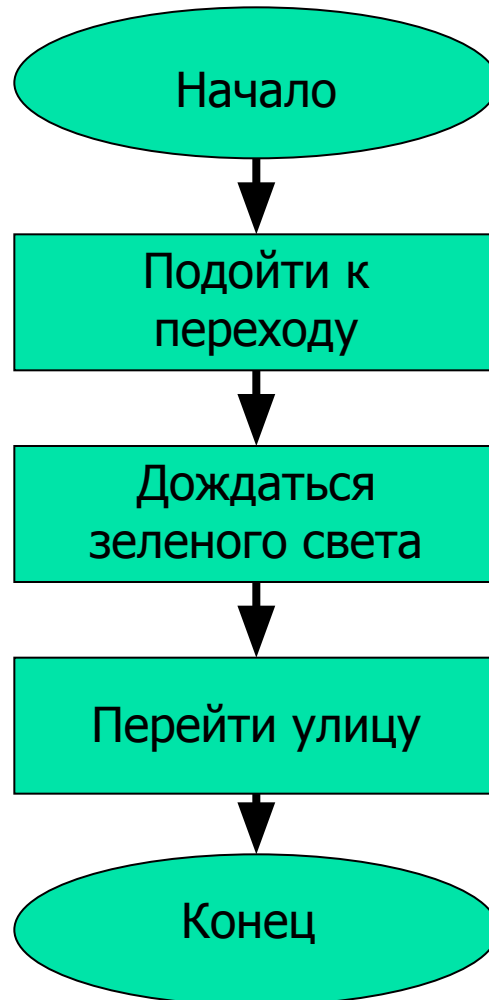 Начало
Подойти к
переходу
Дождаться
зеленого света
Перейти улицу
Конец